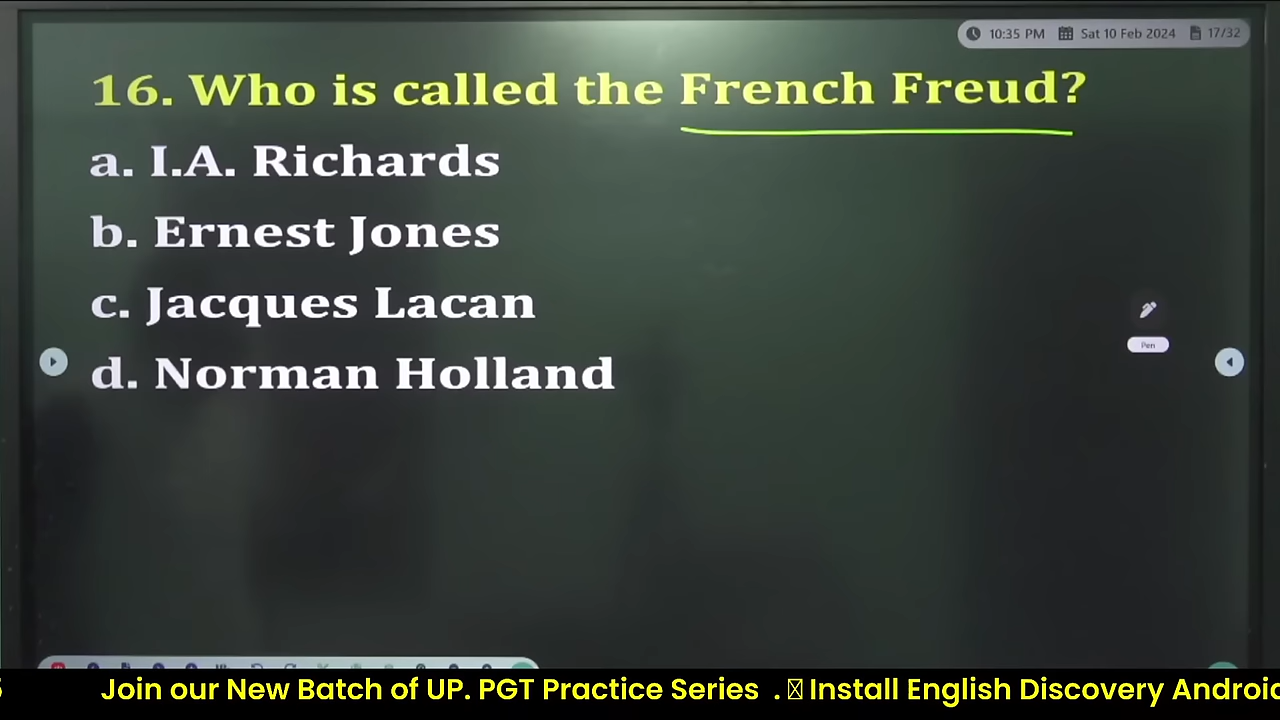 10:35 PM Sat 10 Feb 2024 17/32
16. Who is called the French Freud?
a. I.A. Richards
b. Ernest Jones
c. Jacques Lacan
d. Norman Holland
Pen
Join our New Batch of UP. PGT Practice Series . Install English Discovery